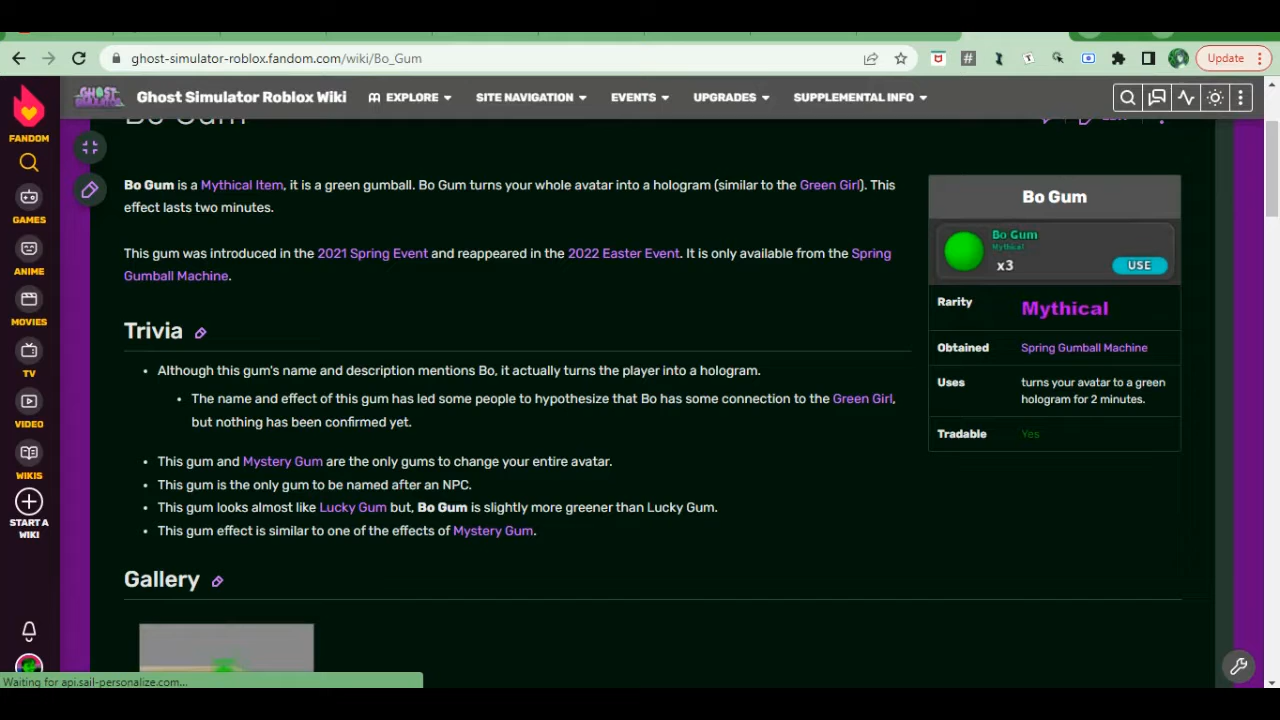 ghost-simulator-roblox.fandom.com/wiki/Bo_Gum
Update
FANDOM
GAMES
ANIME
MOVIES
TV
VIDEO
WIKIS
START A
WIKI
Ghost Simulator Roblox Wiki
EXPLORE
SITE NAVIGATION
EVENTS
UPGRADES
SUPPLEMENTAL INFO
Bo Gum
Bo Gum is a Mythical Item, it is a green gumball. Bo Gum turns your whole avatar into a hologram (similar to the Green Girl). This
effect lasts two minutes.
This gum was introduced in the 2021 Spring Event and reappeared in the 2022 Easter Event. It is only available from the Spring
Gumball Machine.
Trivia
• Although this gum's name and description mentions Bo, it actually turns the player into a hologram.
• The name and effect of this gum has led some people to hypothesize that Bo has some connection to the Green Girl,
but nothing has been confirmed yet.
• This gum and Mystery Gum are the only gums to change your entire avatar.
• This gum is the only gum to be named after an NPC.
• This gum looks almost like Lucky Gum but, Bo Gum is slightly more greener than Lucky Gum.
• This gum effect is similar to one of the effects of Mystery Gum.
Gallery
Bo Gum
Bo Gum
Mythical
x3
USE
Rarity Mythical
Obtained Spring Gumball Machine
Uses turns your avatar to a green
hologram for 2 minutes.
Tradable Yes
Waiting for api.sail-personalize.com...